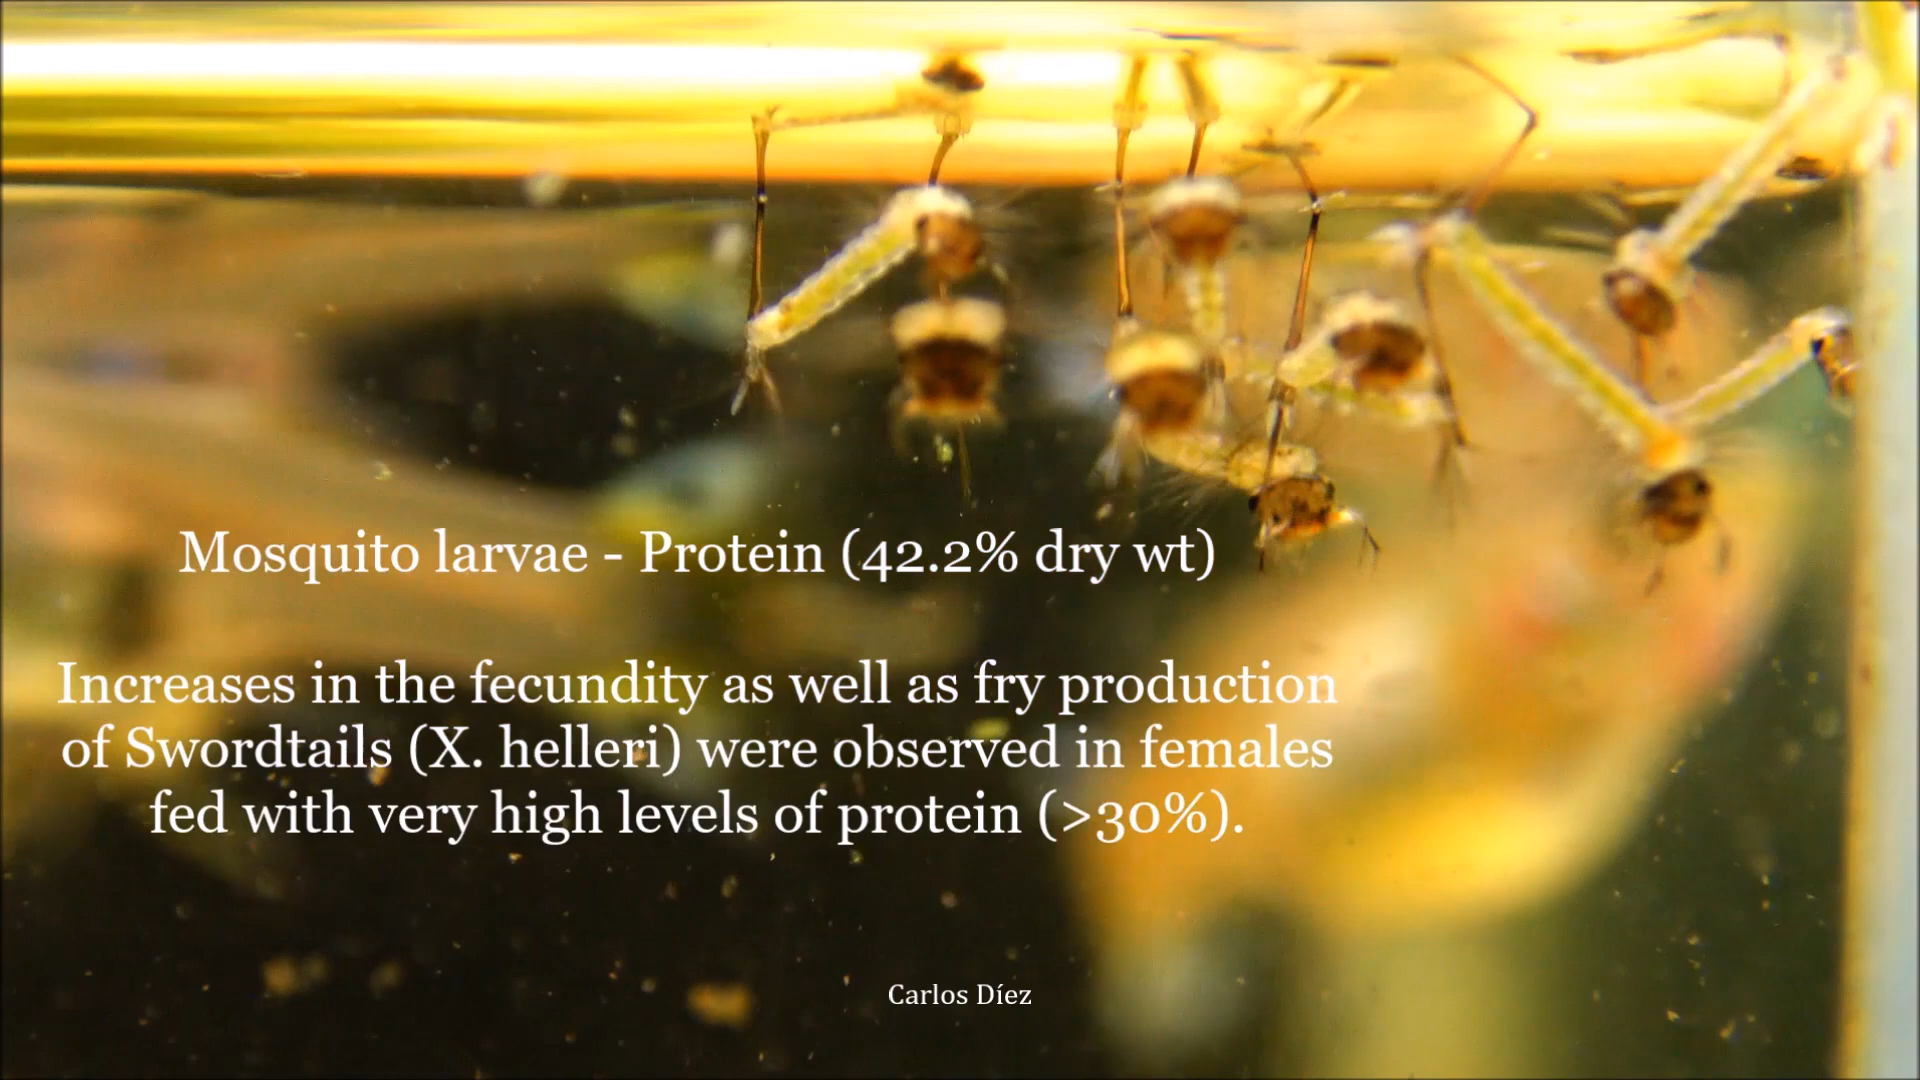 Mosquito larvae - Protein (42.2% dry wt)
Increases in the fecundity as well as fry production
of Swordtails (X. helleri) were observed in females
fed with very high levels of protein (>30%).
Carlos Díez